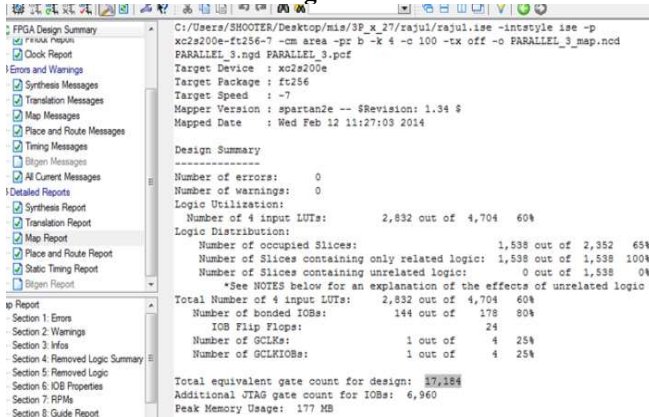 FPGA Design Summary
Pinout Report
Clock Report
Errors and Warnings
Synthesis Messages
Translation Messages
Map Messages
Place and Route Messages
Timing Messages
Bitgen Messages
All Current Messages
Detailed Reports
Synthesis Report
Translation Report
Map Report
Place and Route Report
Static Timing Report
Bitgen Report
ap Report
Section 1: Errors
Section 2: Warnings
Section 3: Infos
Section 4: Removed Logic Summary
Section 5: Removed Logic
Section 6: IOB Properties
Section 7: RPMs
Section 8: Guide Report
C:/Users/SHOOTER/Desktop/mis/3P_x_27/raju1/raju1.ise -intstyle ise -p
xc2s200e-ft256-7 -cm area -pr b -k 4 -c 100 -tx off -o PARALLEL_3_map.ncd
PARALLEL_3.ngd PARALLEL_3.pcf
Target Device : xc2s200e
Target Package : ft256
Target Speed : -7
Mapper Version : spartan2e -- $Revision: 1.34 $
Mapped Date : Wed Feb 12 11:27:03 2014
Design Summary
--------------
Number of errors: 0
Number of warnings: 0
Logic Utilization:
Number of 4 input LUTs: 2,832 out of 4,704 60%
Logic Distribution:
Number of occupied Slices: 1,538 out of 2,352 65%
Number of Slices containing only related logic: 1,538 out of 1,538 100%
Number of Slices containing unrelated logic: 0 out of 1,538 0%
*See NOTES below for an explanation of the effects of unrelated logic
Total Number of 4 input LUTs: 2,832 out of 4,704 60%
Number of bonded IOBs: 144 out of 178 80%
IOB Flip Flops: 24
Number of GCLKs: 1 out of 4 25%
Number of GCLKIOBs: 1 out of 4 25%
Total equivalent gate count for design: 17,184
Additional JTAG gate count for IOBs: 6,960
Peak Memory Usage: 177 MB